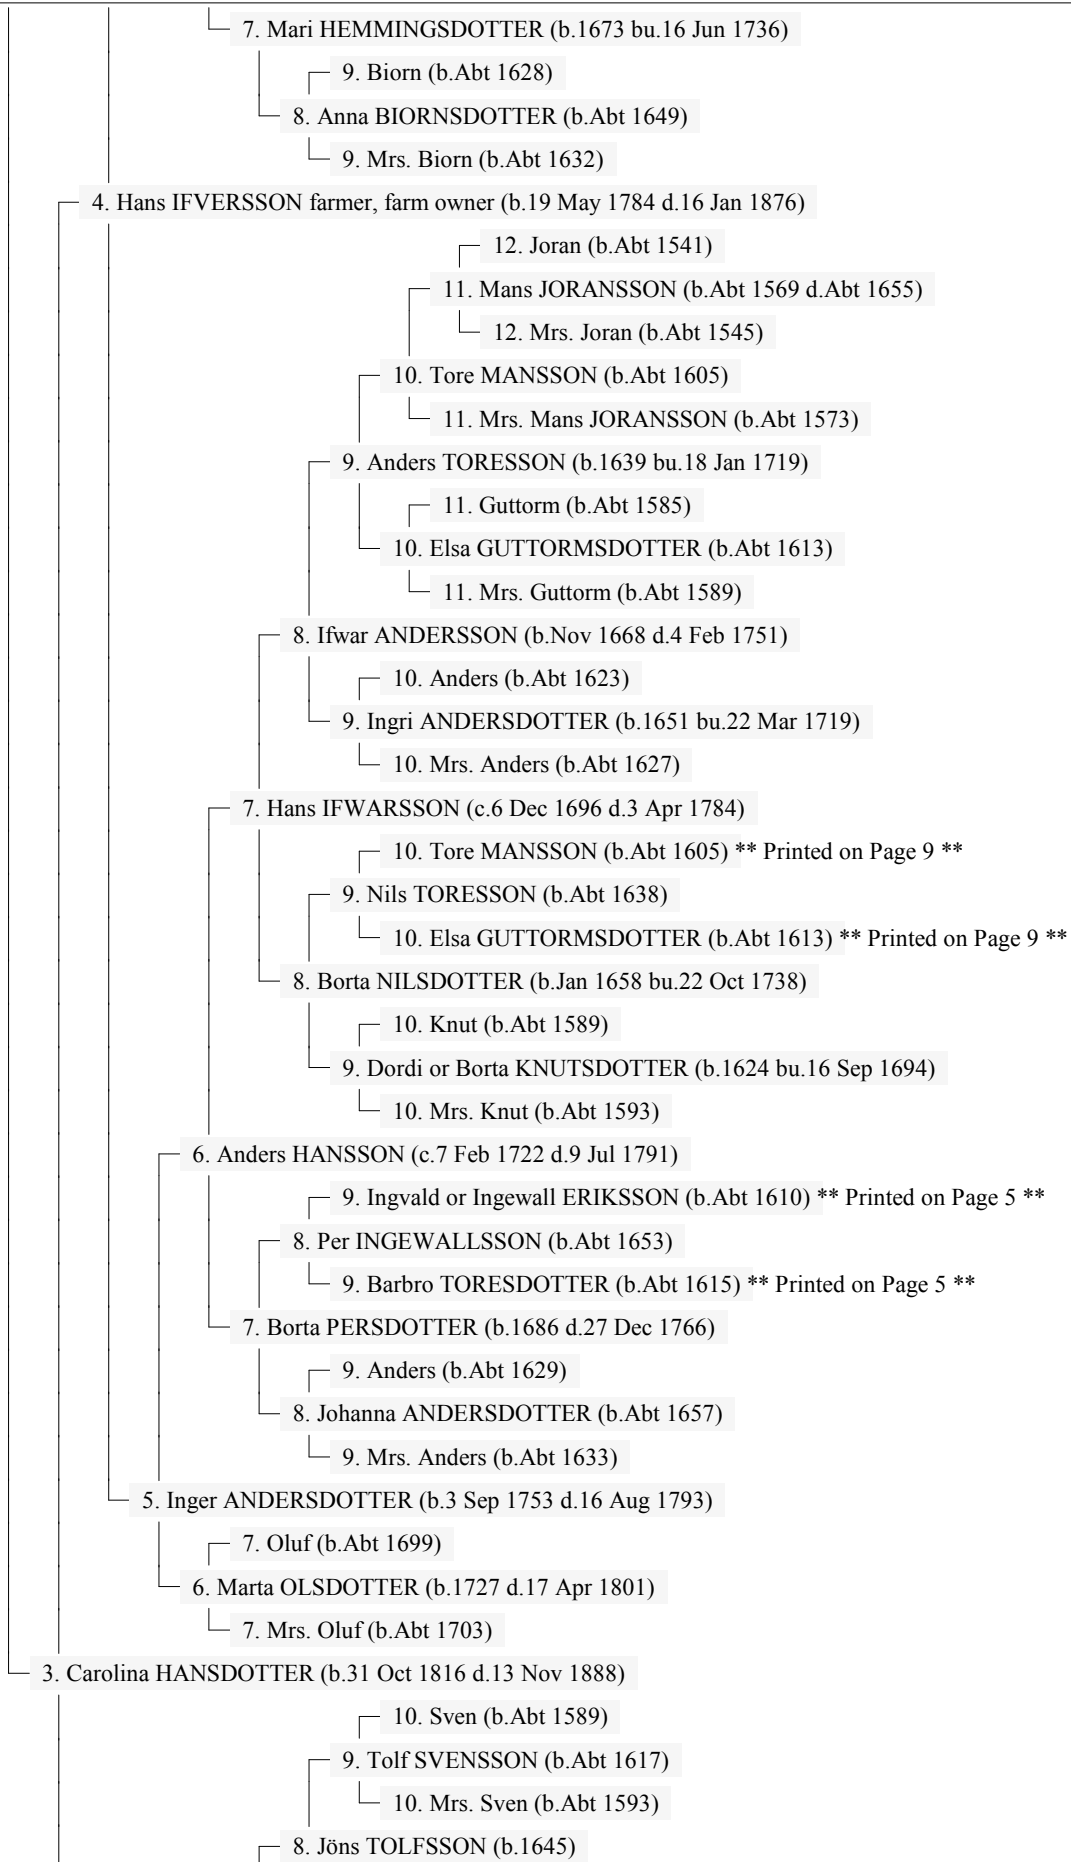 7. Mari HEMMINGSDOTTER (b.1673 bu.16 Jun 1736)
9. Biorn (b.Abt 1628)
8. Anna BIORNSDOTTER (b.Abt 1649)
9. Mrs. Biorn (b.Abt 1632)
4. Hans IFVERSSON farmer, farm owner (b.19 May 1784 d.16 Jan 1876)
12. Joran (b.Abt 1541)
11. Mans JORANSSON (b.Abt 1569 d.Abt 1655)
12. Mrs. Joran (b.Abt 1545)
10. Tore MANSSON (b.Abt 1605)
11. Mrs. Mans JORANSSON (b.Abt 1573)
9. Anders TORESSON (b.1639 bu.18 Jan 1719)
11. Guttorm (b.Abt 1585)
10. Elsa GUTTORMSDOTTER (b.Abt 1613)
11. Mrs. Guttorm (b.Abt 1589)
8. Ifwar ANDERSSON (b.Nov 1668 d.4 Feb 1751)
10. Anders (b.Abt 1623)
9. Ingri ANDERSDOTTER (b.1651 bu.22 Mar 1719)
10. Mrs. Anders (b.Abt 1627)
7. Hans IFWARSSON (c.6 Dec 1696 d.3 Apr 1784)
10. Tore MANSSON (b.Abt 1605) ** Printed on Page 9 **
9. Nils TORESSON (b.Abt 1638)
10. Elsa GUTTORMSDOTTER (b.Abt 1613) ** Printed on Page 9 **
8. Borta NILSDOTTER (b.Jan 1658 bu.22 Oct 1738)
10. Knut (b.Abt 1589)
9. Dordi or Borta KNUTSDOTTER (b.1624 bu.16 Sep 1694)
10. Mrs. Knut (b.Abt 1593)
6. Anders HANSSON (c.7 Feb 1722 d.9 Jul 1791)
9. Ingvald or Ingewall ERIKSSON (b.Abt 1610) ** Printed on Page 5 **
8. Per INGEWALLSSON (b.Abt 1653)
9. Barbro TORESDOTTER (b.Abt 1615) ** Printed on Page 5 **
7. Borta PERSDOTTER (b.1686 d.27 Dec 1766)
9. Anders (b.Abt 1629)
8. Johanna ANDERSDOTTER (b.Abt 1657)
9. Mrs. Anders (b.Abt 1633)
5. Inger ANDERSDOTTER (b.3 Sep 1753 d.16 Aug 1793)
7. Oluf (b.Abt 1699)
6. Marta OLSDOTTER (b.1727 d.17 Apr 1801)
7. Mrs. Oluf (b.Abt 1703)
3. Carolina HANSDOTTER (b.31 Oct 1816 d.13 Nov 1888)
10. Sven (b.Abt 1589)
9. Tolf SVENSSON (b.Abt 1617)
10. Mrs. Sven (b.Abt 1593)
8. Jöns TOLFSSON (b.1645)